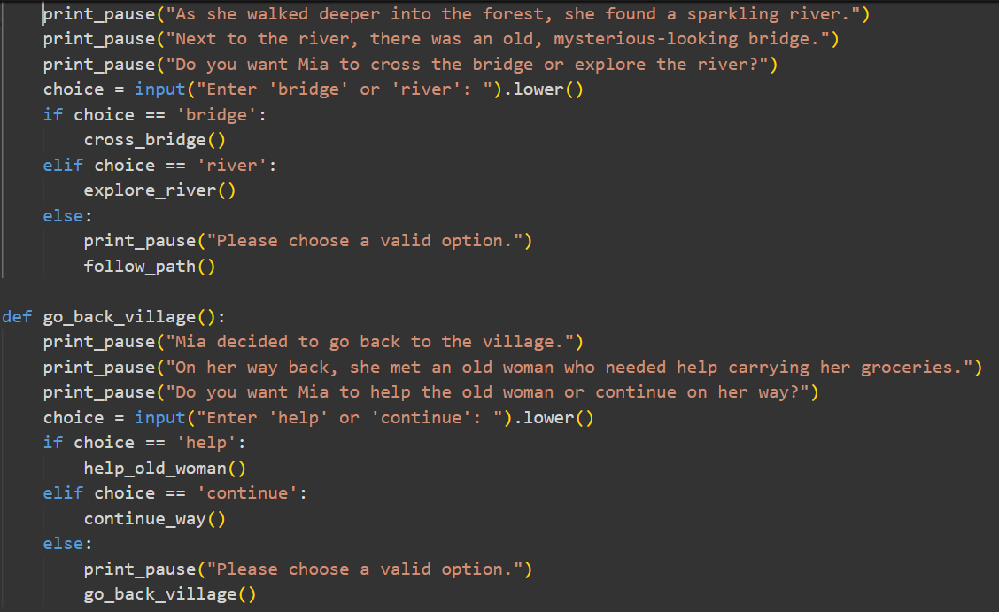 print_pause("As she walked deeper into the forest, she found a sparkling river.")
    print_pause("Next to the river, there was an old, mysterious-looking bridge.")
    print_pause("Do you want Mia to cross the bridge or explore the river?")
    choice = input("Enter 'bridge' or 'river': ").lower()
    if choice == 'bridge':
        cross_bridge()
    elif choice == 'river':
        explore_river()
    else:
        print_pause("Please choose a valid option.")
        follow_path()

def go_back_village():
    print_pause("Mia decided to go back to the village.")
    print_pause("On her way back, she met an old woman who needed help carrying her groceries.")
    print_pause("Do you want Mia to help the old woman or continue on her way?")
    choice = input("Enter 'help' or 'continue': ").lower()
    if choice == 'help':
        help_old_woman()
    elif choice == 'continue':
        continue_way()
    else:
        print_pause("Please choose a valid option.")
        go_back_village()